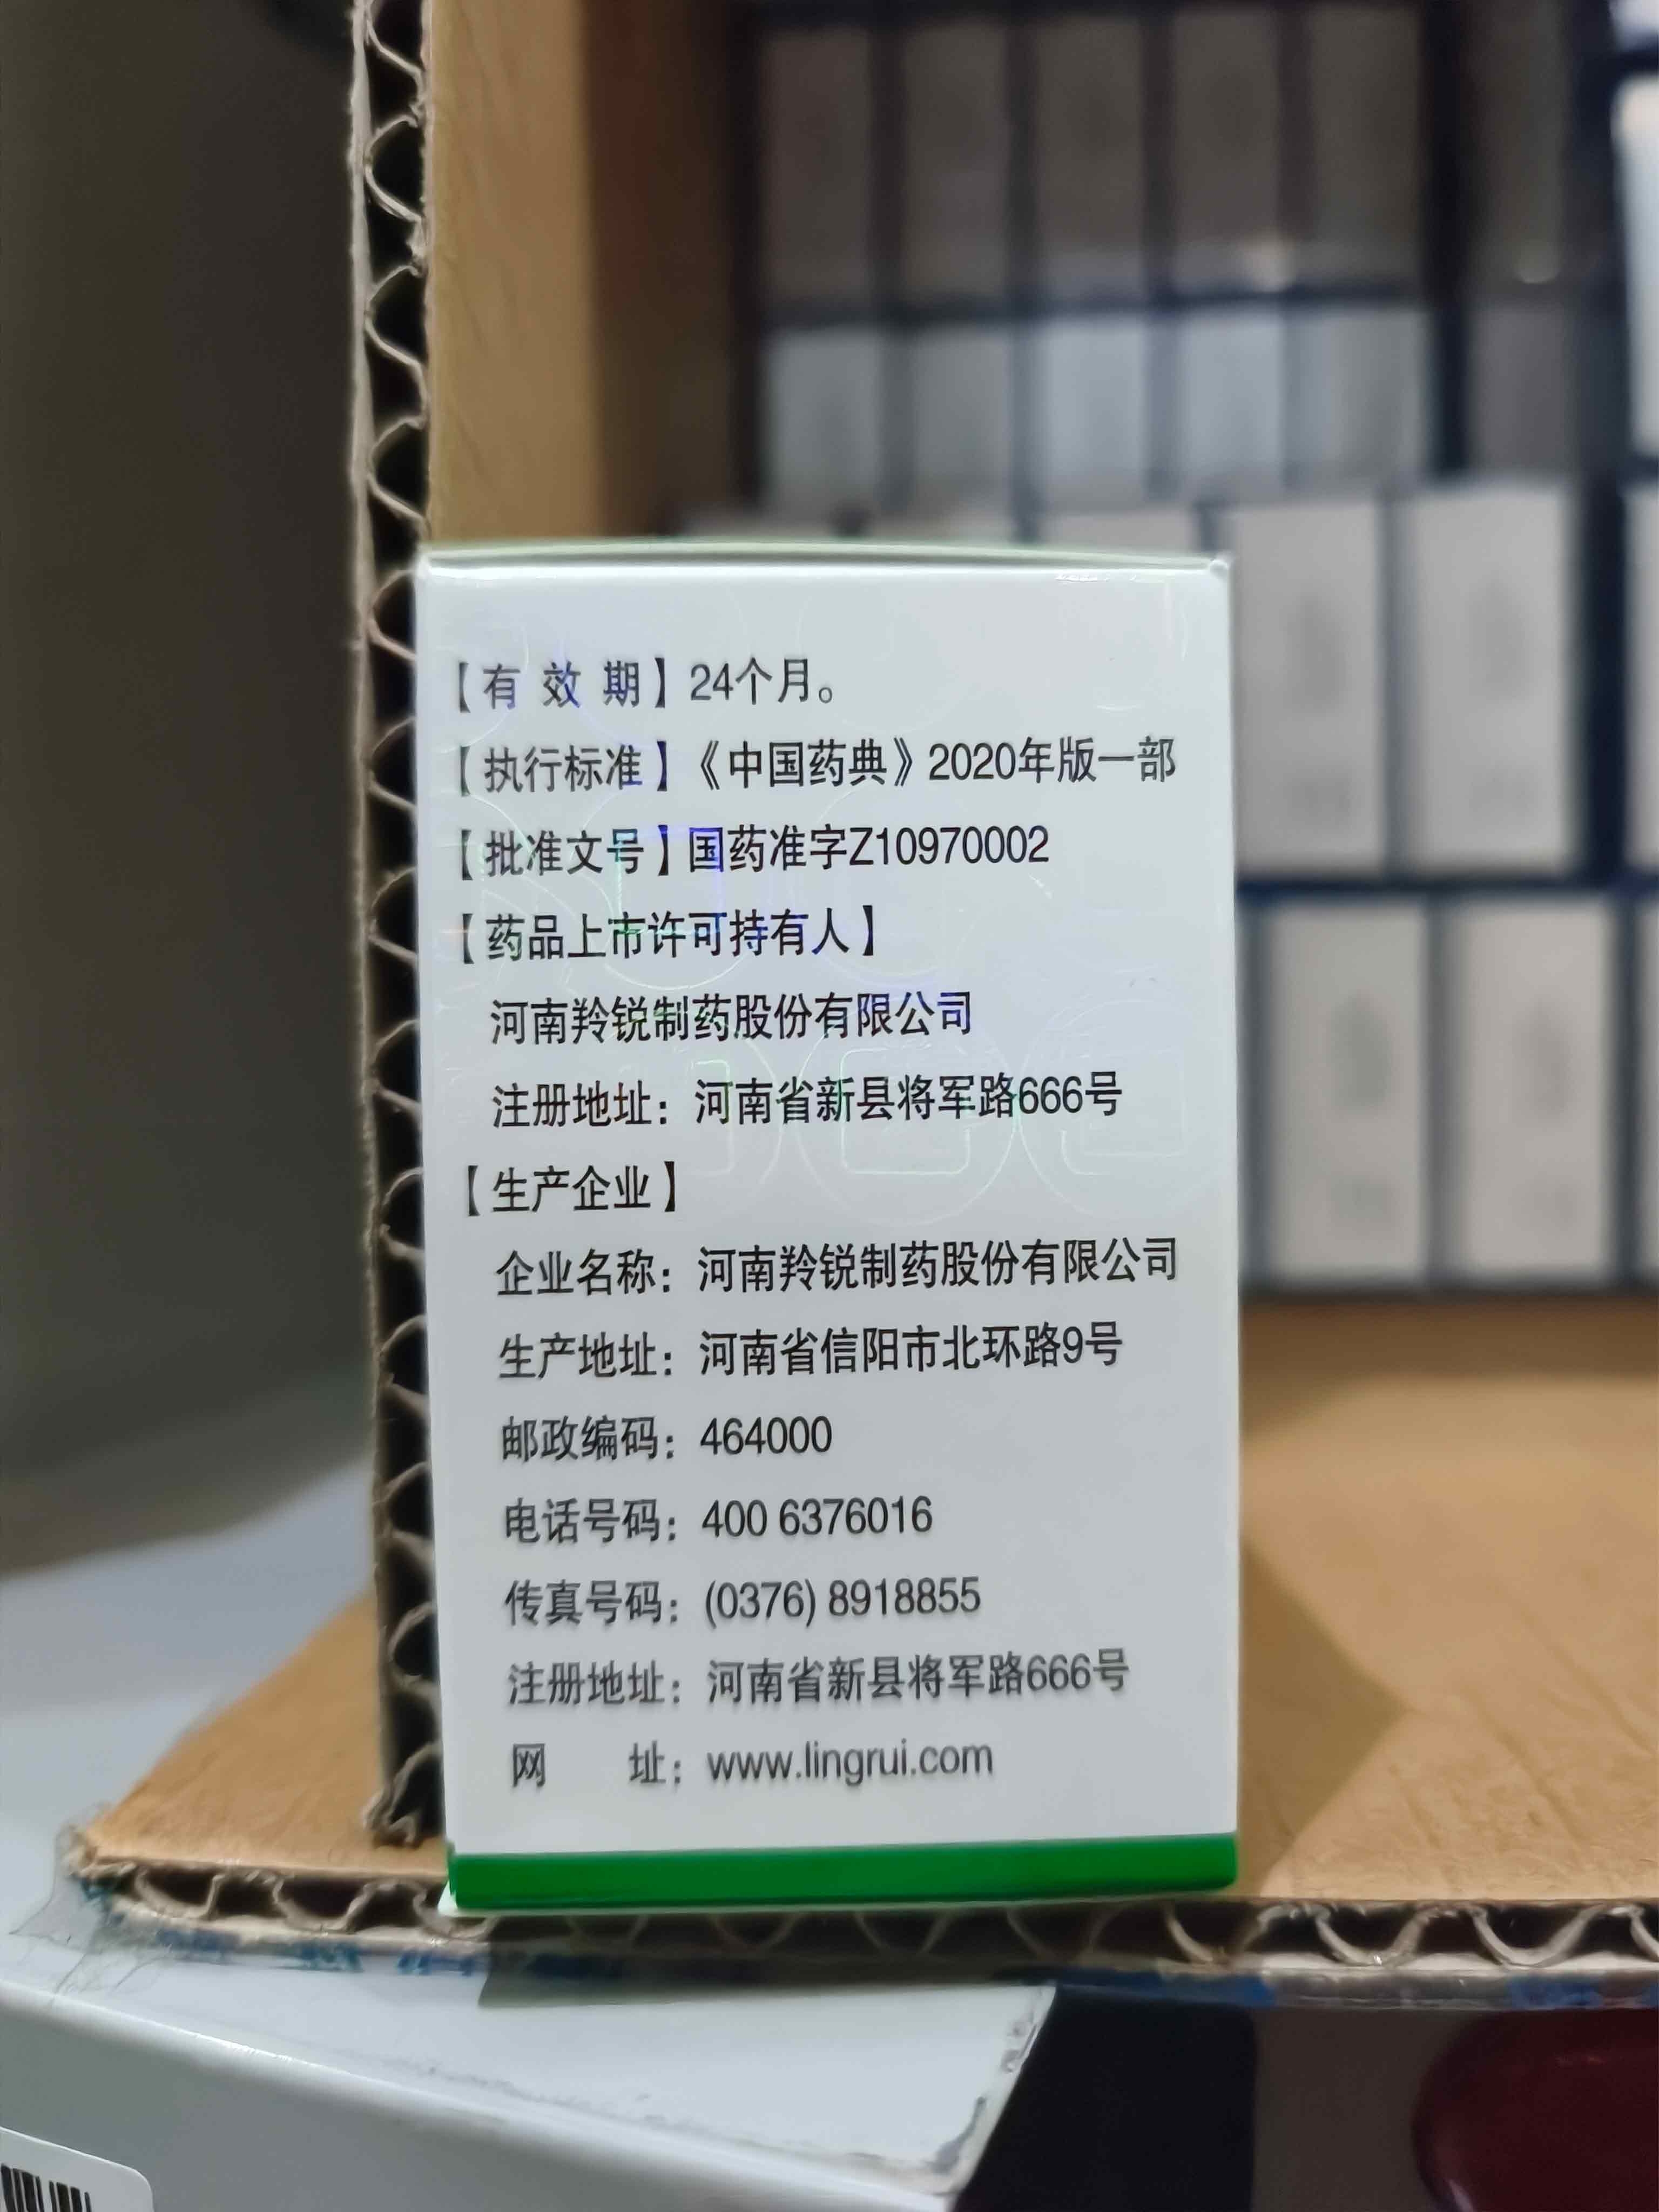 【有 效 期】24个月。
【执行标准】《中国药典》2020年版一部
【批准文号】国药准字Z10970002
【药品上市许可持有人】
河南羚锐制药股份有限公司
注册地址：河南省新县将军路666号
【生产企业】
企业名称：河南羚锐制药股份有限公司
生产地址：河南省信阳市北环路9号
邮政编码：464000
电话号码：400 6376016
传真号码：(0376) 8918855
注册地址：河南省新县将军路666号
网　　址：www.lingrui.com